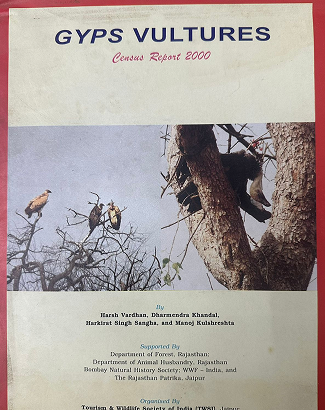 GYPS VULTURES
Census Report 2000
By
Harsh Vardhan, Dharmendra Khandal,
Harkirat Singh Sangha, and Manoj Kulshreshta
Supported By
Department of Forest, Rajasthan;
Department of Animal Husbandry, Rajasthan
Bombay Natural History Society; WWF – India, and
The Rajasthan Patrika, Jaipur
Organised By
Tourism & Wildlife Society of India (TWSI), Jaipur